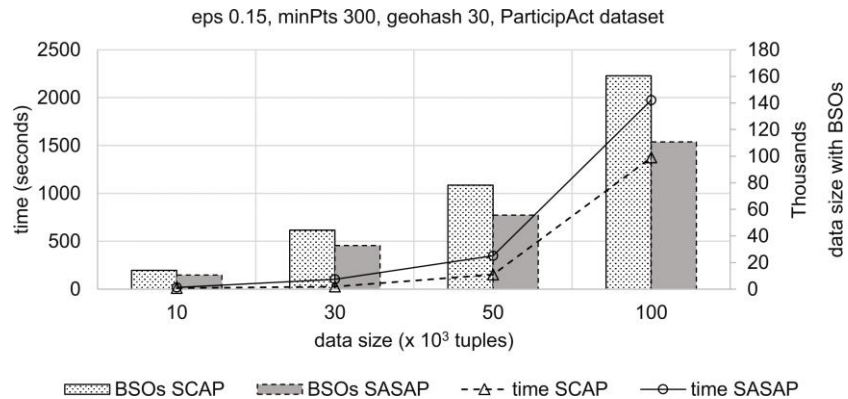 eps 0.15, minPts 300, geohash 30, ParticipAct dataset
2500
2000
1500
1000
500
0
time (seconds)
180
160
140
120
100
80
60
40
20
0
Thousands
data size with BSOs
10 30 50 100
data size (x 10³ tuples)
BSOs SCAP BSOs SASAP time SCAP time SASAP